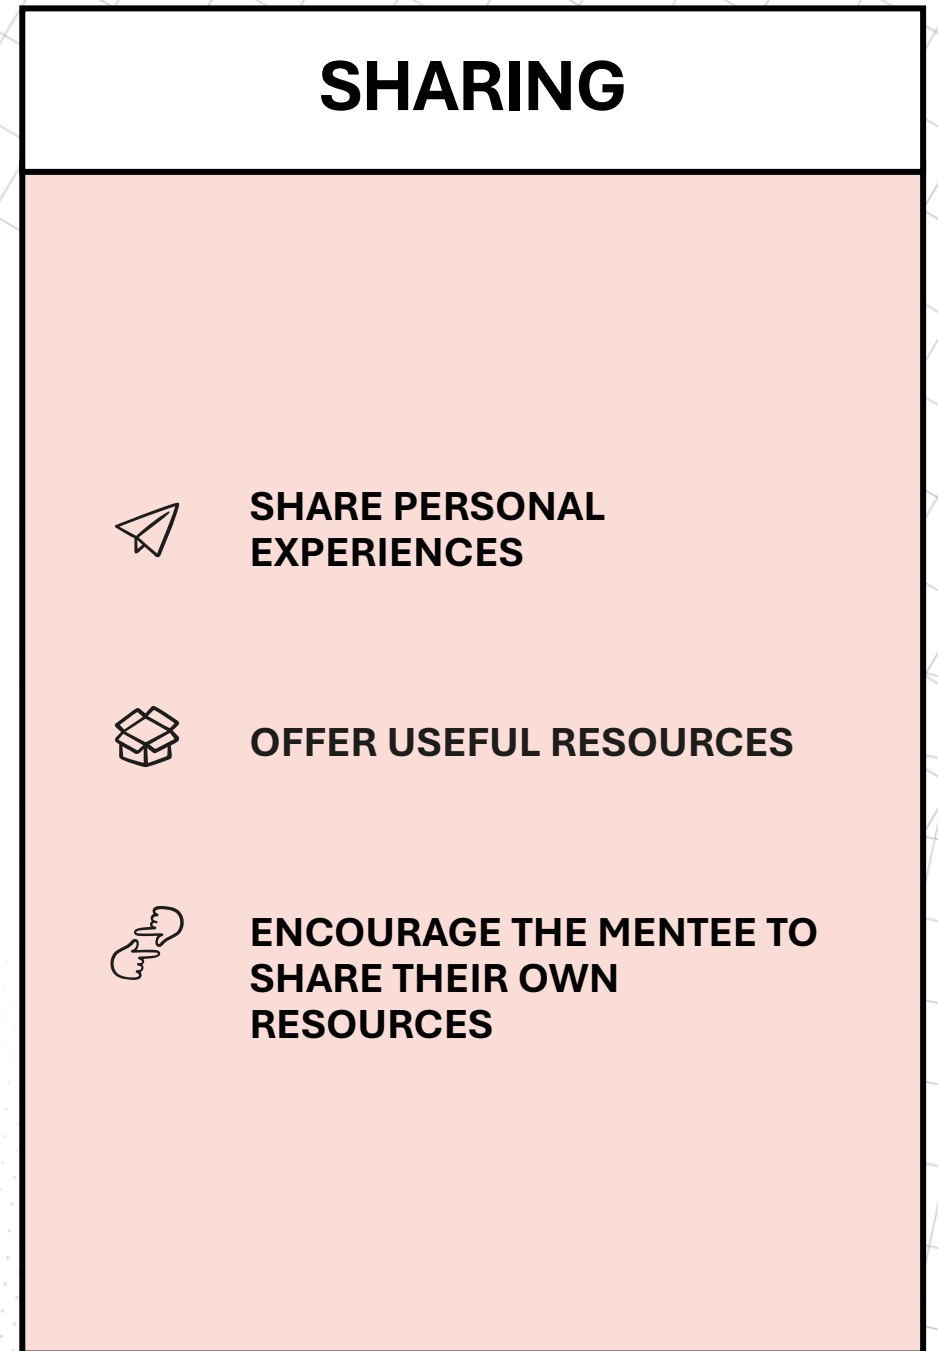 SHARING
SHARE PERSONAL
EXPERIENCES
OFFER USEFUL RESOURCES
ENCOURAGE THE MENTEE TO
SHARE THEIR OWN
RESOURCES